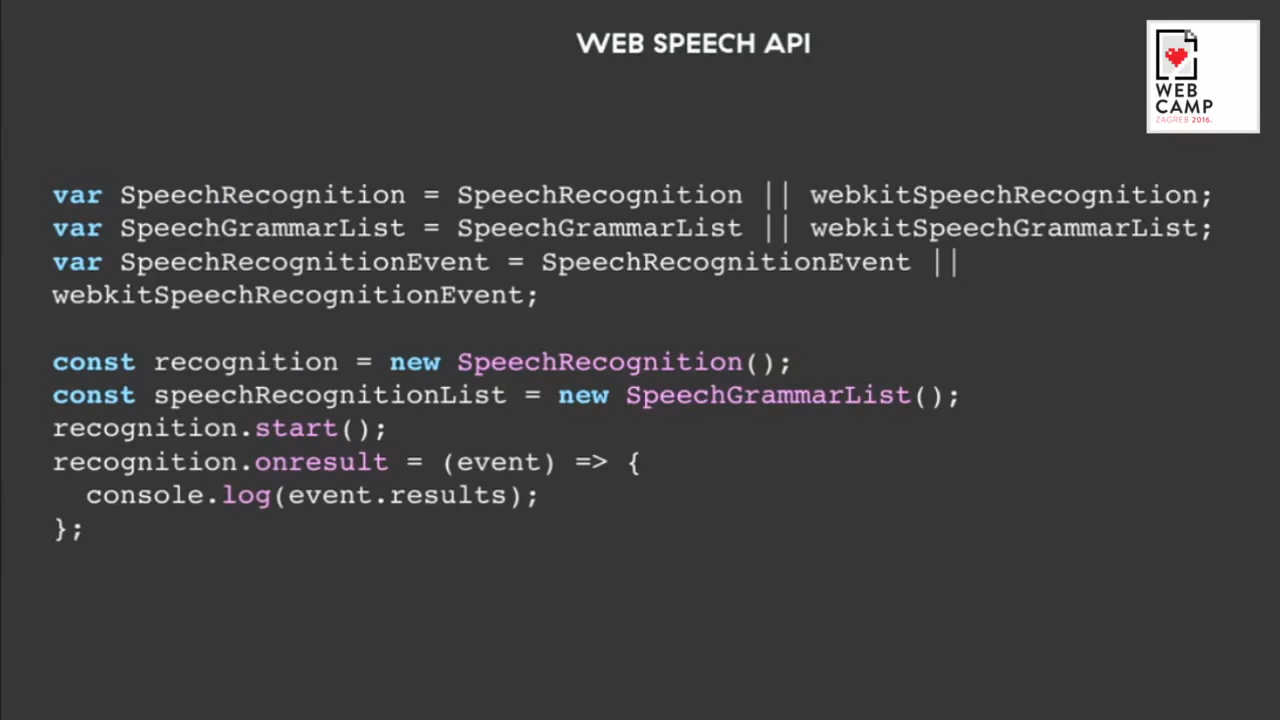 WEB SPEECH API
WEB
CAMP
ZAGREB 2016.
var SpeechRecognition = SpeechRecognition || webkitSpeechRecognition;
var SpeechGrammarList = SpeechGrammarList || webkitSpeechGrammarList;
var SpeechRecognitionEvent = SpeechRecognitionEvent ||
webkitSpeechRecognitionEvent;
const recognition = new SpeechRecognition();
const speechRecognitionList = new SpeechGrammarList();
recognition.start();
recognition.onresult = (event) => {
  console.log(event.results);
};